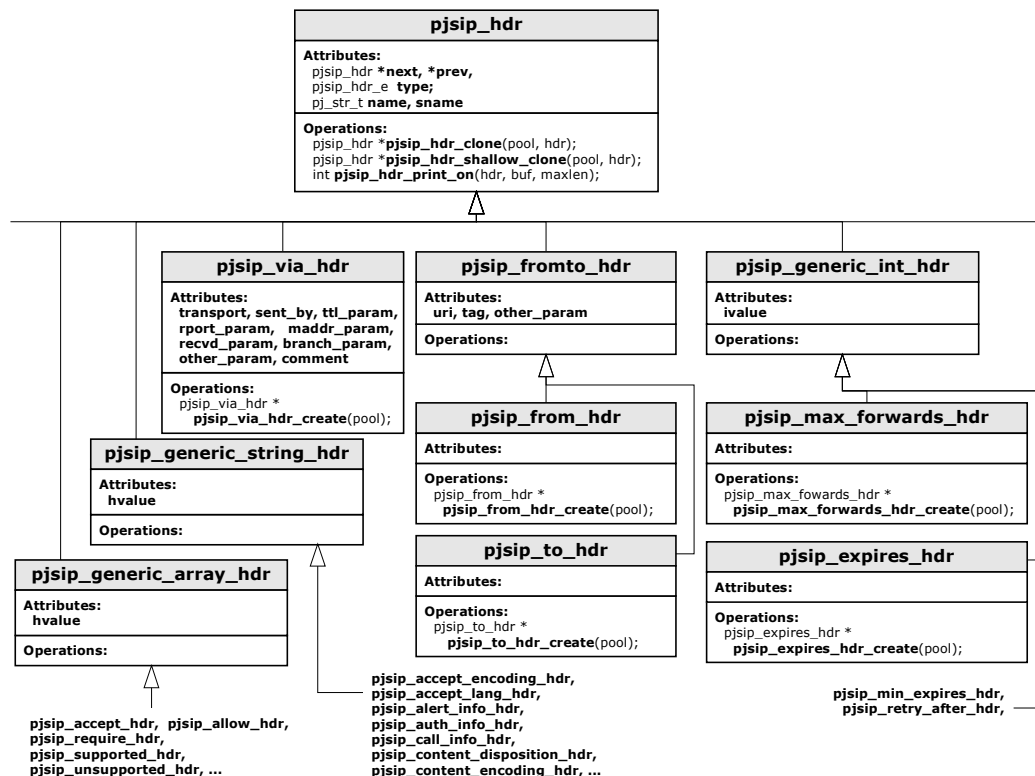 pjsip_hdr
Attributes:
pjsip_hdr *next, *prev,
pjsip_hdr_e type;
pj_str_t name, sname
Operations:
pjsip_hdr *pjsip_hdr_clone(pool, hdr);
pjsip_hdr *pjsip_hdr_shallow_clone(pool, hdr);
int pjsip_hdr_print_on(hdr, buf, maxlen);
pjsip_via_hdr
Attributes:
transport, sent_by, ttl_param,
rport_param, maddr_param,
recvd_param, branch_param,
other_param, comment
Operations:
pjsip_via_hdr *
pjsip_via_hdr_create(pool);
pjsip_fromto_hdr
Attributes:
uri, tag, other_param
Operations:
pjsip_generic_int_hdr
Attributes:
ivalue
Operations:
pjsip_from_hdr
Attributes:
Operations:
pjsip_from_hdr *
pjsip_from_hdr_create(pool);
pjsip_max_forwards_hdr
Attributes:
Operations:
pjsip_max_fowards_hdr *
pjsip_max_forwards_hdr_create(pool);
pjsip_generic_string_hdr
Attributes:
hvalue
Operations:
pjsip_to_hdr
Attributes:
Operations:
pjsip_to_hdr *
pjsip_to_hdr_create(pool);
pjsip_expires_hdr
Attributes:
Operations:
pjsip_expires_hdr *
pjsip_expires_hdr_create(pool);
pjsip_generic_array_hdr
Attributes:
hvalue
Operations:
pjsip_accept_hdr, pjsip_allow_hdr,
pjsip_require_hdr,
pjsip_supported_hdr,
pjsip_unsupported_hdr, ...
pjsip_accept_encoding_hdr,
pjsip_accept_lang_hdr,
pjsip_alert_info_hdr,
pjsip_auth_info_hdr,
pjsip_call_info_hdr,
pjsip_content_disposition_hdr,
pjsip_content_encoding_hdr, ...
pjsip_min_expires_hdr,
pjsip_retry_after_hdr,